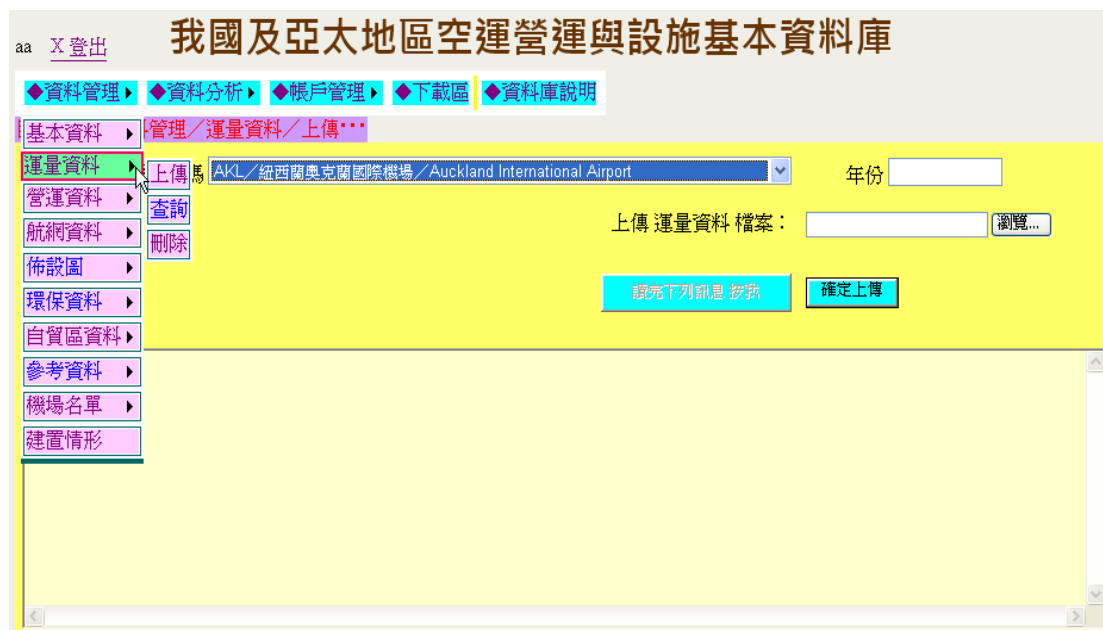 aa X 登出
我國及亞太地區空運營運與設施基本資料庫
◆資料管理 ◆資料分析 ◆帳戶管理 ◆下載區 ◆資料庫說明
管理／運量資料／上傳
基本資料
運量資料
營運資料
航網資料
佈設圖
環保資料
自貿區資料
參考資料
機場名單
建置情形
上傳
查詢
刪除
AKL／紐西蘭奧克蘭國際機場／Auckland International Airport
年份
上傳 運量資料 檔案：
瀏覽...
讀完下列訊息 按我
確定上傳